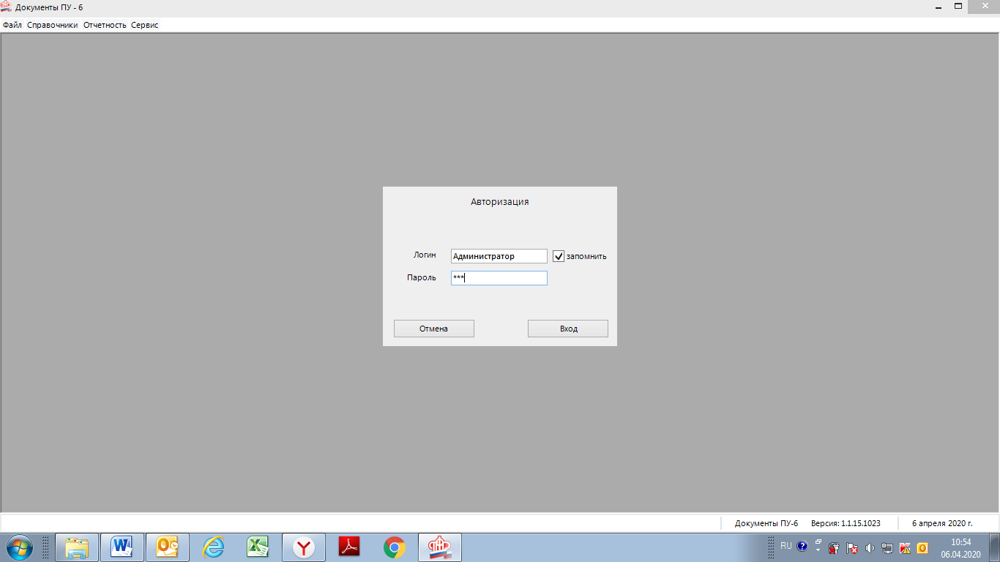 Документы ПУ - 6
Файл Справочники Отчетность Сервис
Авторизация
Логин Администратор запомнить
Пароль ***
Отмена Вход
Документы ПУ-6 Версия: 1.1.15.1023 6 апреля 2020 г.
RU 10:54
06.04.2020